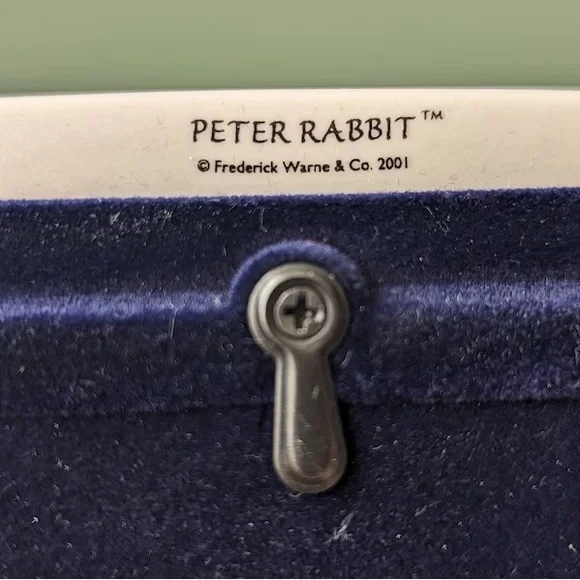 PETER RABBIT™
© Frederick Warne & Co. 2001